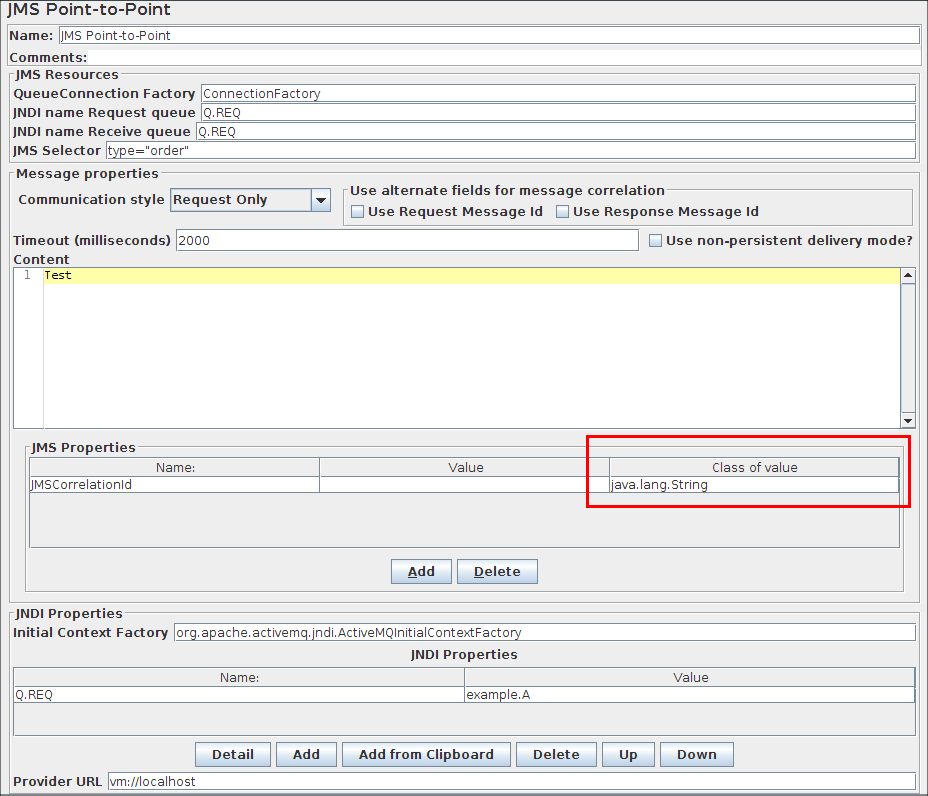 JMS Point-to-Point
Name: JMS Point-to-Point
Comments:
JMS Resources
QueueConnection Factory ConnectionFactory
JNDI name Request queue Q.REQ
JNDI name Receive queue Q.REQ
JMS Selector type="order"
Message properties
Communication style Request Only
Use alternate fields for message correlation
Use Request Message Id Use Response Message Id
Timeout (milliseconds) 2000 Use non-persistent delivery mode?
Content
1 Test
JMS Properties
Name: Value Class of value
JMSCorrelationId java.lang.String
Add Delete
JNDI Properties
Initial Context Factory org.apache.activemq.jndi.ActiveMQInitialContextFactory
JNDI Properties
Name: Value
Q.REQ example.A
Detail Add Add from Clipboard Delete Up Down
Provider URL vm://localhost